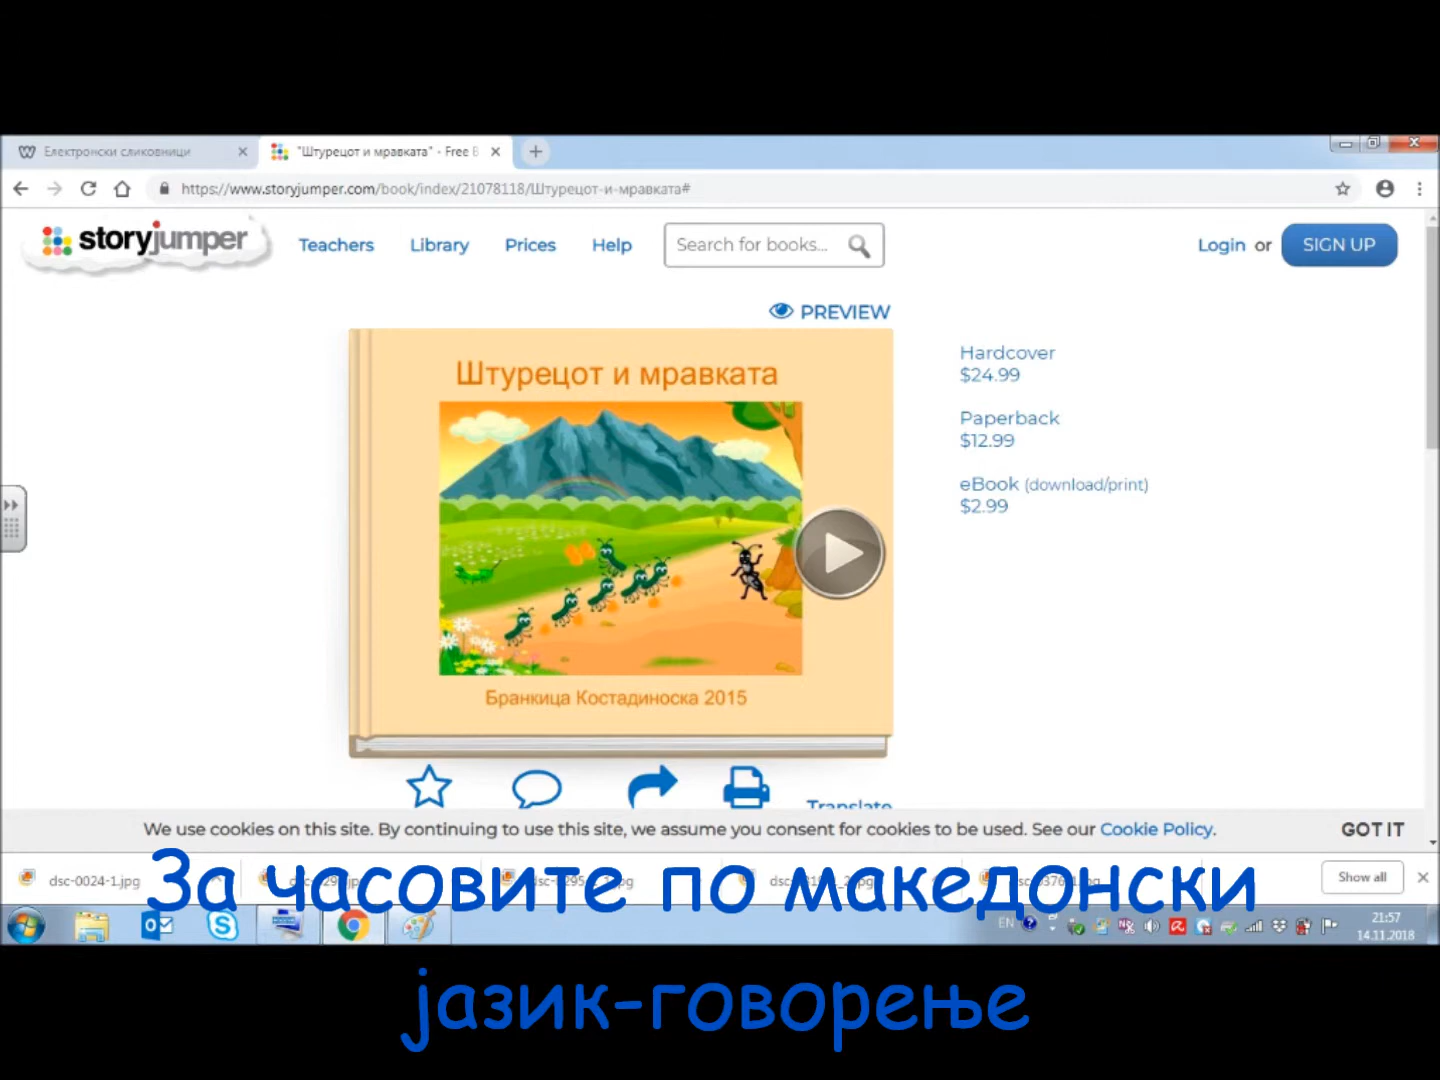 Електронски сликовници
"Штурецот и мравката" - Free B
https://www.storyjumper.com/book/index/21078118/Штурецот-и-мравката#
storyjumper
Teachers Library Prices Help Search for books... Login or SIGN UP
PREVIEW
Штурецот и мравката
Бранкица Костадиноска 2015
Hardcover
$24.99
Paperback
$12.99
eBook (download/print)
$2.99
Translate
We use cookies on this site. By continuing to use this site, we assume you consent for cookies to be used. See our Cookie Policy. GOT IT
dsc-0024-1.jpg
Show all
За часовите по македонски
јазик-говорење
EN
21:57
14.11.2018